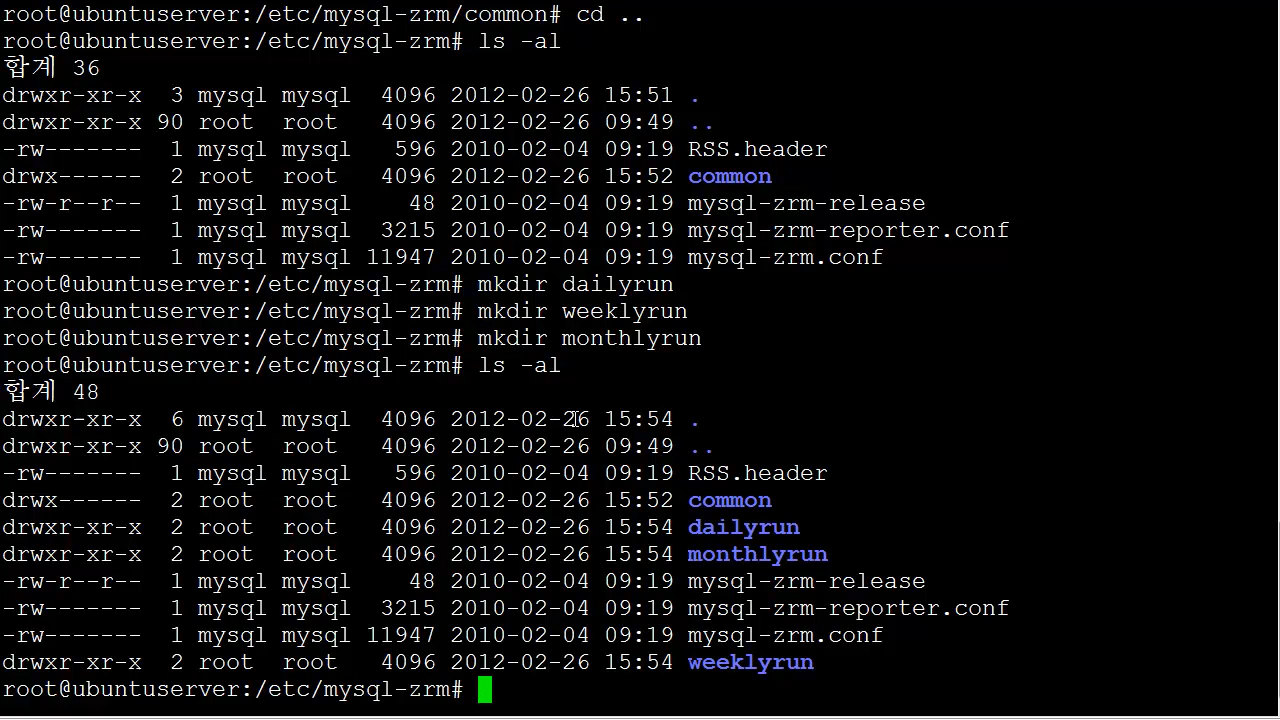 root@ubuntuserver:/etc/mysql-zrm/common# cd ..
root@ubuntuserver:/etc/mysql-zrm# ls -al
합계 36
drwxr-xr-x  3 mysql mysql  4096 2012-02-26 15:51 .
drwxr-xr-x 90 root  root   4096 2012-02-26 09:49 ..
-rw-------  1 mysql mysql   596 2010-02-04 09:19 RSS.header
drwx------  2 root  root   4096 2012-02-26 15:52 common
-rw-r--r--  1 mysql mysql    48 2010-02-04 09:19 mysql-zrm-release
-rw-------  1 mysql mysql  3215 2010-02-04 09:19 mysql-zrm-reporter.conf
-rw-------  1 mysql mysql 11947 2010-02-04 09:19 mysql-zrm.conf
root@ubuntuserver:/etc/mysql-zrm# mkdir dailyrun
root@ubuntuserver:/etc/mysql-zrm# mkdir weeklyrun
root@ubuntuserver:/etc/mysql-zrm# mkdir monthlyrun
root@ubuntuserver:/etc/mysql-zrm# ls -al
합계 48
drwxr-xr-x  6 mysql mysql  4096 2012-02-26 15:54 .
drwxr-xr-x 90 root  root   4096 2012-02-26 09:49 ..
-rw-------  1 mysql mysql   596 2010-02-04 09:19 RSS.header
drwx------  2 root  root   4096 2012-02-26 15:52 common
drwxr-xr-x  2 root  root   4096 2012-02-26 15:54 dailyrun
drwxr-xr-x  2 root  root   4096 2012-02-26 15:54 monthlyrun
-rw-r--r--  1 mysql mysql    48 2010-02-04 09:19 mysql-zrm-release
-rw-------  1 mysql mysql  3215 2010-02-04 09:19 mysql-zrm-reporter.conf
-rw-------  1 mysql mysql 11947 2010-02-04 09:19 mysql-zrm.conf
drwxr-xr-x  2 root  root   4096 2012-02-26 15:54 weeklyrun
root@ubuntuserver:/etc/mysql-zrm#